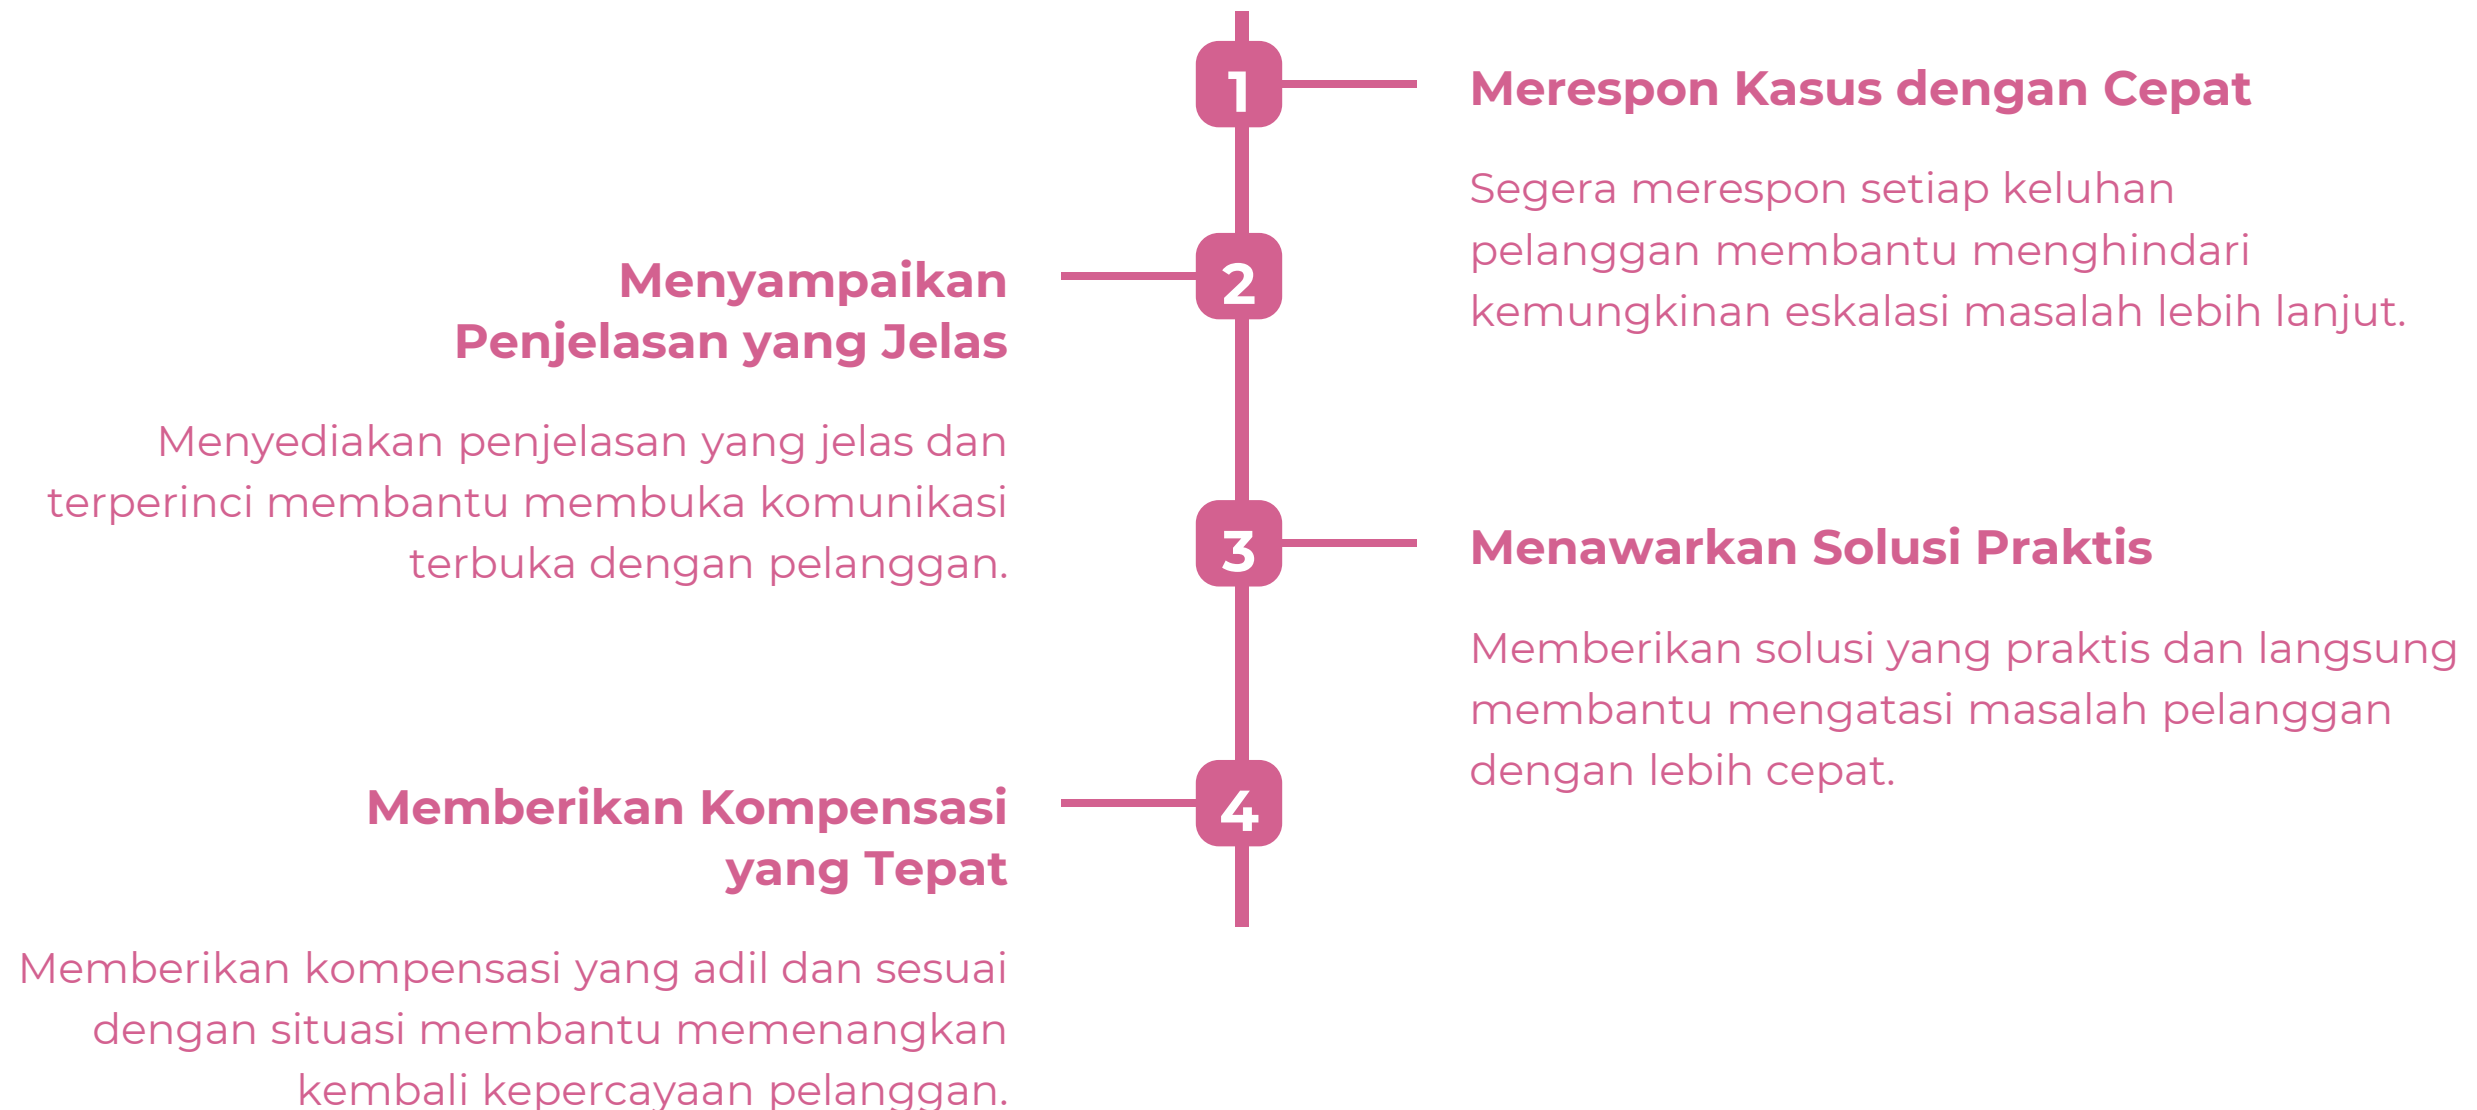 1
Merespon Kasus dengan Cepat
Segera merespon setiap keluhan
pelanggan membantu menghindari
kemungkinan eskalasi masalah lebih lanjut.
2
Menyampaikan
Penjelasan yang Jelas
Menyediakan penjelasan yang jelas dan
terperinci membantu membuka komunikasi
terbuka dengan pelanggan.
3
Menawarkan Solusi Praktis
Memberikan solusi yang praktis dan langsung
membantu mengatasi masalah pelanggan
dengan lebih cepat.
4
Memberikan Kompensasi
yang Tepat
Memberikan kompensasi yang adil dan sesuai
dengan situasi membantu memenangkan
kembali kepercayaan pelanggan.